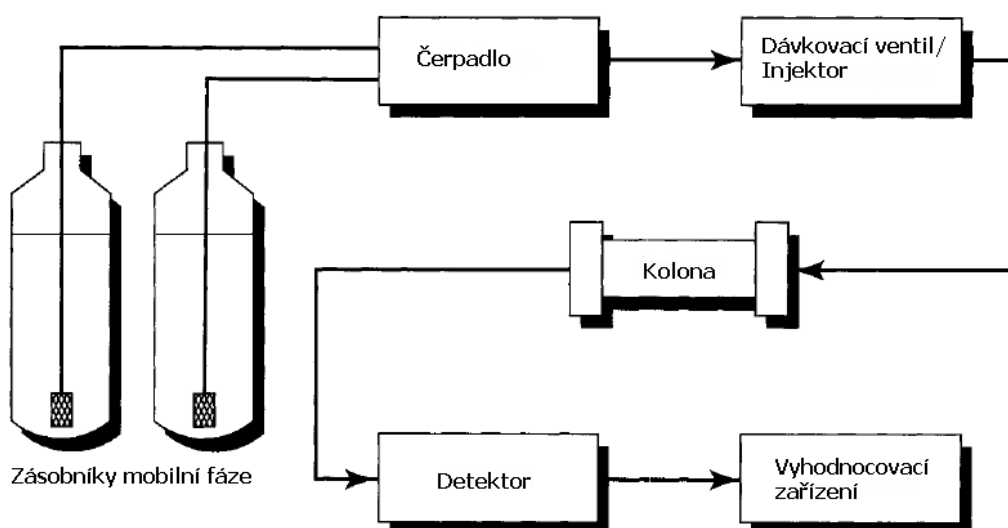 Čerpadlo
Dávkovací ventil/
Injektor
Kolona
Zásobníky mobilní fáze
Detektor
Vyhodnocovací
zařízení